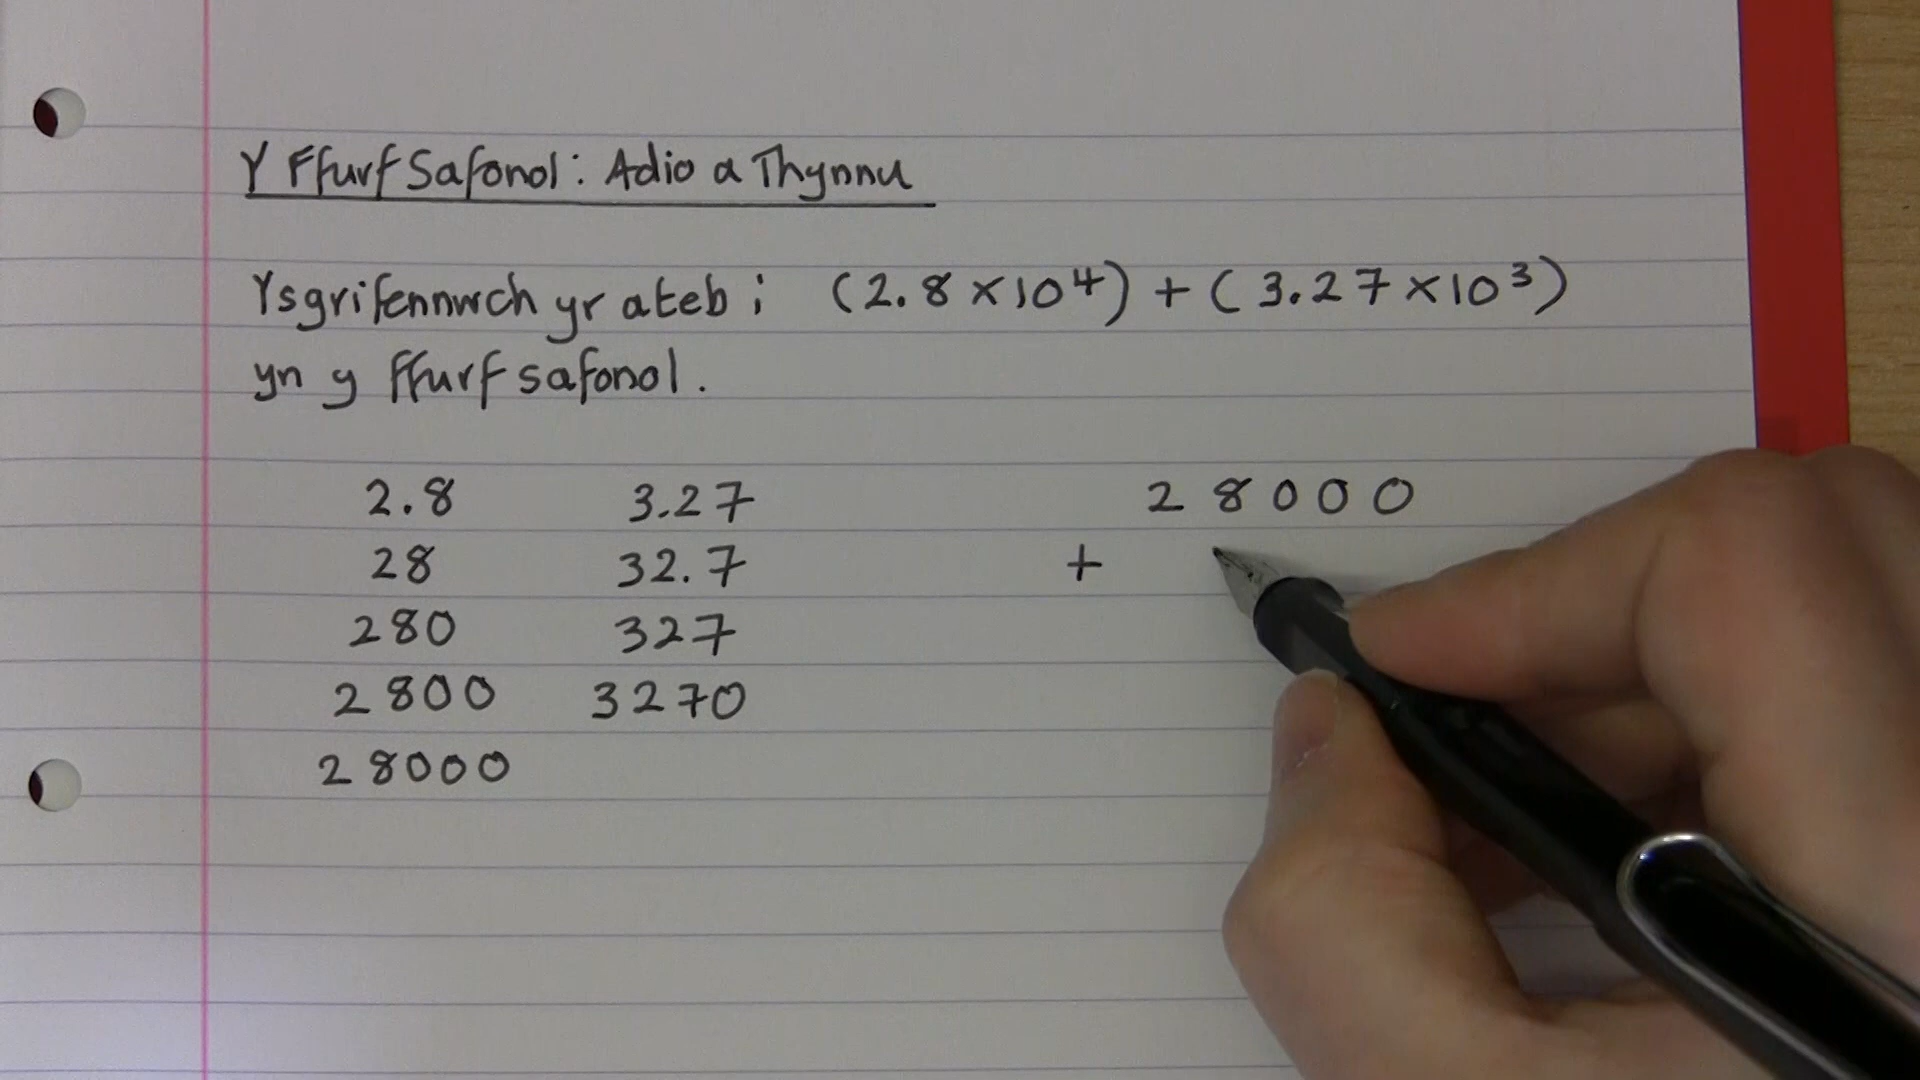 Y Ffurf Safonol: Adio a Thynnu
Ysgrifennwch yr ateb i (2.8 × 10⁴) + (3.27 × 10³)
yn y ffurf safonol.
2.8 3.27 28000
28 32.7 +
280 327
2800 3270
28000